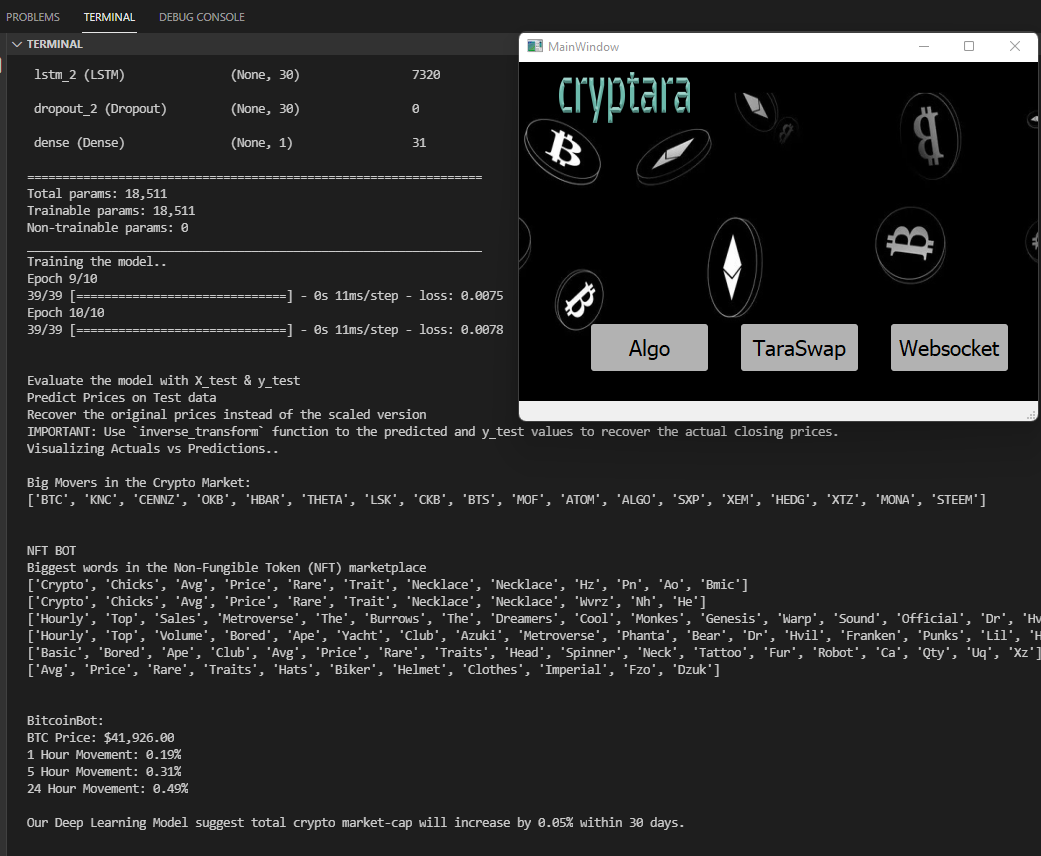 PROBLEMS TERMINAL DEBUG CONSOLE
TERMINAL
lstm_2 (LSTM) (None, 30) 7320
dropout_2 (Dropout) (None, 30) 0
dense (Dense) (None, 1) 31
=================================================================
Total params: 18,511
Trainable params: 18,511
Non-trainable params: 0
_________________________________________________________________
Training the model..
Epoch 9/10
39/39 [==============================] - 0s 11ms/step - loss: 0.0075
Epoch 10/10
39/39 [==============================] - 0s 11ms/step - loss: 0.0078
MainWindow
cryptara
Algo TaraSwap Websocket
Evaluate the model with X_test & y_test
Predict Prices on Test data
Recover the original prices instead of the scaled version
IMPORTANT: Use `inverse_transform` function to the predicted and y_test values to recover the actual closing prices.
Visualizing Actuals vs Predictions..
Big Movers in the Crypto Market:
['BTC', 'KNC', 'CENNZ', 'OKB', 'HBAR', 'THETA', 'LSK', 'CKB', 'BTS', 'MOF', 'ATOM', 'ALGO', 'SXP', 'XEM', 'HEDG', 'XTZ', 'MONA', 'STEEM']
NFT BOT
Biggest words in the Non-Fungible Token (NFT) marketplace
['Crypto', 'Chicks', 'Avg', 'Price', 'Rare', 'Trait', 'Necklace', 'Necklace', 'Hz', 'Pn', 'Ao', 'Bmic']
['Crypto', 'Chicks', 'Avg', 'Price', 'Rare', 'Trait', 'Necklace', 'Necklace', 'Wvrz', 'Nh', 'He']
['Hourly', 'Top', 'Sales', 'Metroverse', 'The', 'Burrows', 'The', 'Dreamers', 'Cool', 'Monkes', 'Genesis', 'Warp', 'Sound', 'Official', 'Dr', 'Hv
['Hourly', 'Top', 'Volume', 'Bored', 'Ape', 'Yacht', 'Club', 'Azuki', 'Metroverse', 'Phanta', 'Bear', 'Dr', 'Hvil', 'Franken', 'Punks', 'Lil', 'H
['Basic', 'Bored', 'Ape', 'Club', 'Avg', 'Price', 'Rare', 'Traits', 'Head', 'Spinner', 'Neck', 'Tattoo', 'Fur', 'Robot', 'Ca', 'Qty', 'Uq', 'Xz']
['Avg', 'Price', 'Rare', 'Traits', 'Hats', 'Biker', 'Helmet', 'Clothes', 'Imperial', 'Fzo', 'Dzuk']
BitcoinBot:
BTC Price: $41,926.00
1 Hour Movement: 0.19%
5 Hour Movement: 0.31%
24 Hour Movement: 0.49%
Our Deep Learning Model suggest total crypto market-cap will increase by 0.05% within 30 days.